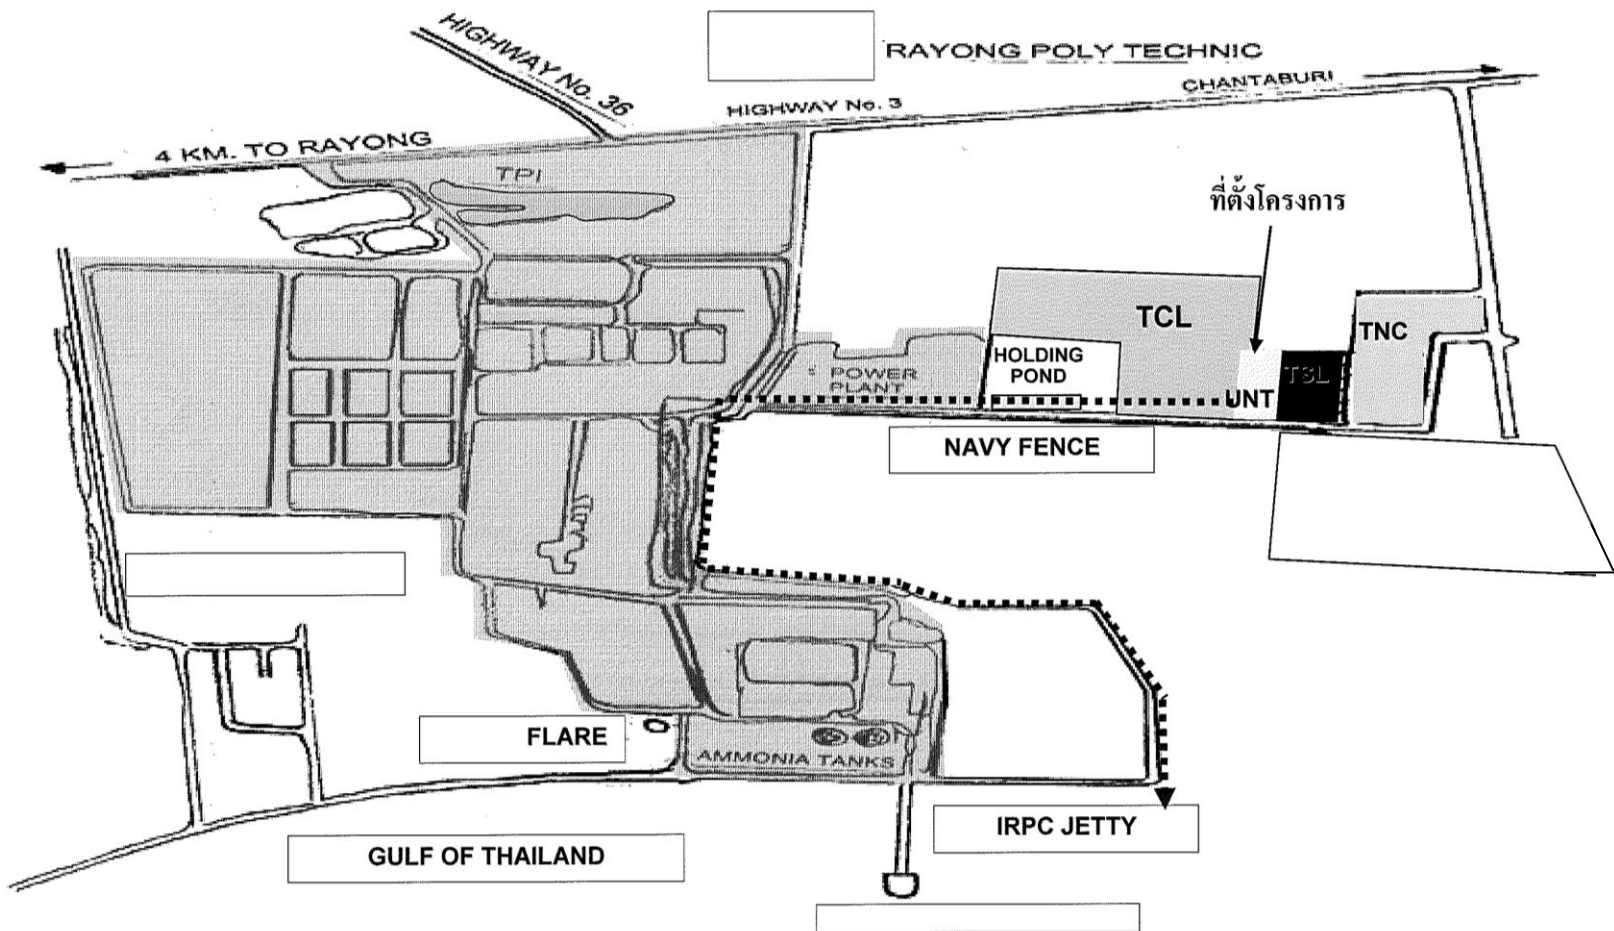 HIGHWAY No. 36
RAYONG POLY TECHNIC
CHANTABURI
HIGHWAY No. 3
4 KM. TO RAYONG
TPI
ที่ตั้งโครงการ
TCL
TNC
HOLDING
POND
POWER
PLANT
TSL
UNT
NAVY FENCE
FLARE
AMMONIA TANKS
IRPC JETTY
GULF OF THAILAND